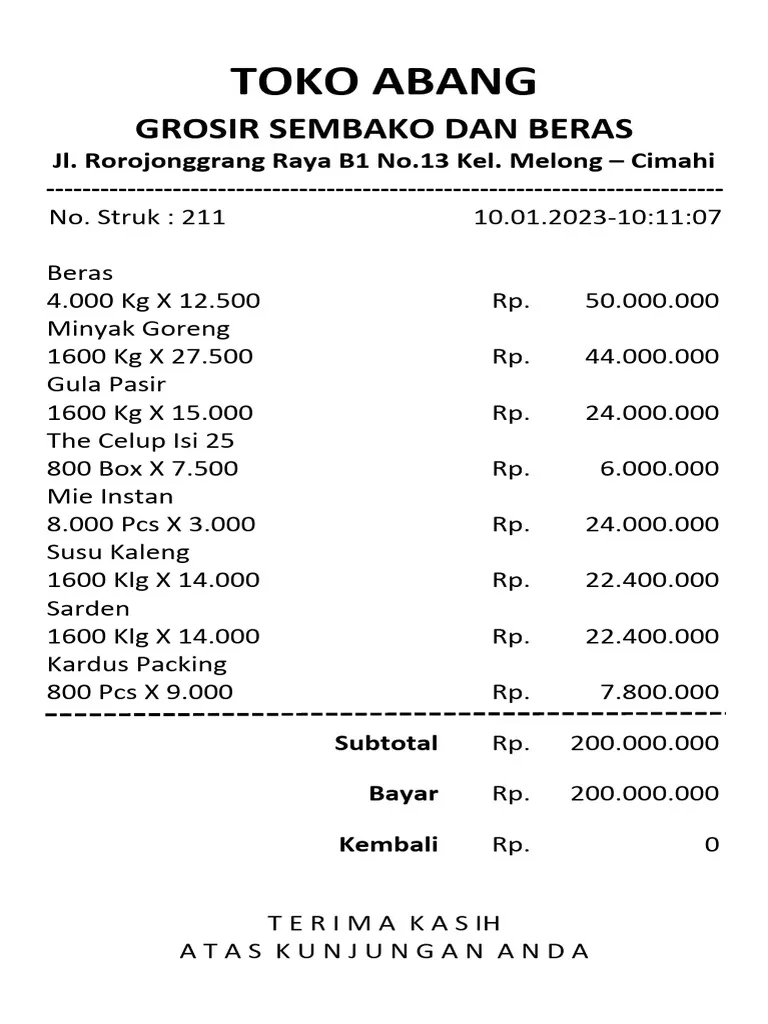 TOKO ABANG
GROSIR SEMBAKO DAN BERAS
Jl. Rorojonggrang Raya B1 No.13 Kel. Melong – Cimahi
---------------------------------------------------------------------------
No. Struk : 211 10.01.2023-10:11:07
Beras
4.000 Kg X 12.500 Rp. 50.000.000
Minyak Goreng
1600 Kg X 27.500 Rp. 44.000.000
Gula Pasir
1600 Kg X 15.000 Rp. 24.000.000
The Celup Isi 25
800 Box X 7.500 Rp. 6.000.000
Mie Instan
8.000 Pcs X 3.000 Rp. 24.000.000
Susu Kaleng
1600 Klg X 14.000 Rp. 22.400.000
Sarden
1600 Klg X 14.000 Rp. 22.400.000
Kardus Packing
800 Pcs X 9.000 Rp. 7.800.000
Subtotal Rp. 200.000.000
Bayar Rp. 200.000.000
Kembali Rp. 0
T E R I M A K A S I H
A T A S K U N J U N G A N A N D A